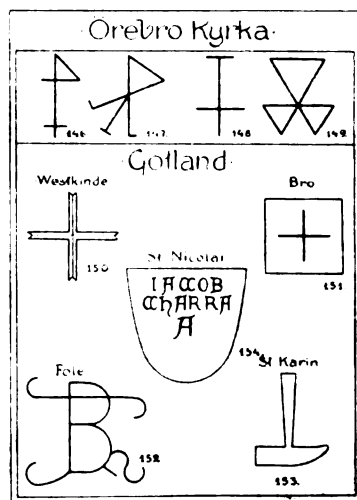 Orebro Kyrka
146. 147. 148. 149.
Gotland
Westkinde Bro
150 151
St Nicolai
IACOB
CHARRA
A
154.
Fole St Karin
152 153.